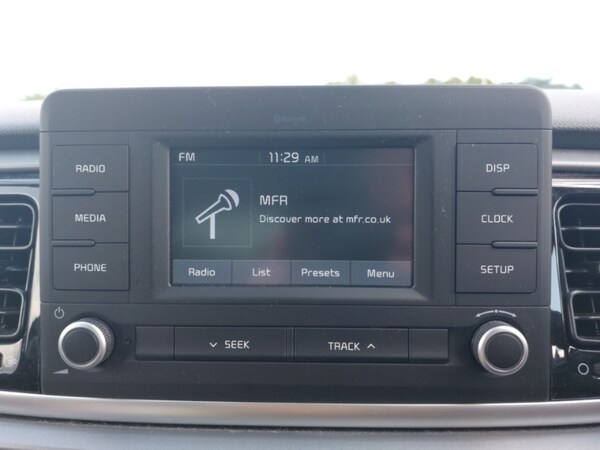 FM 11:29 AM
MFR
Discover more at mfr.co.uk
Radio List Presets Menu
RADIO
MEDIA
PHONE
DISP
CLOCK
SETUP
SEEK TRACK